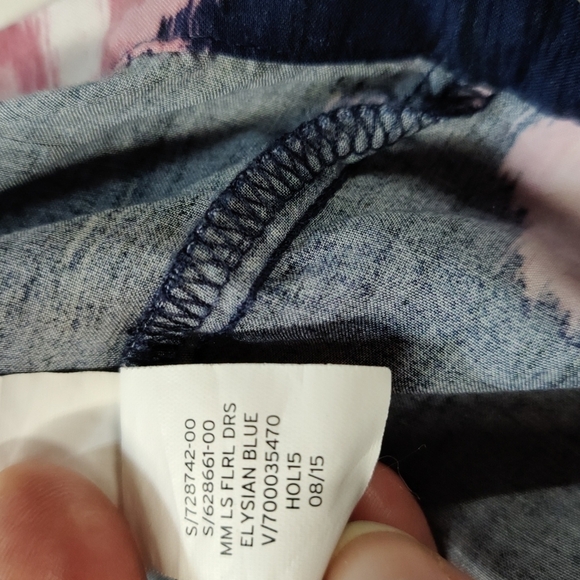 S/728742-00
S/628661-00
MM LS FLRL DRS
ELYSIAN BLUE
V/700035470
HOL15
08/15